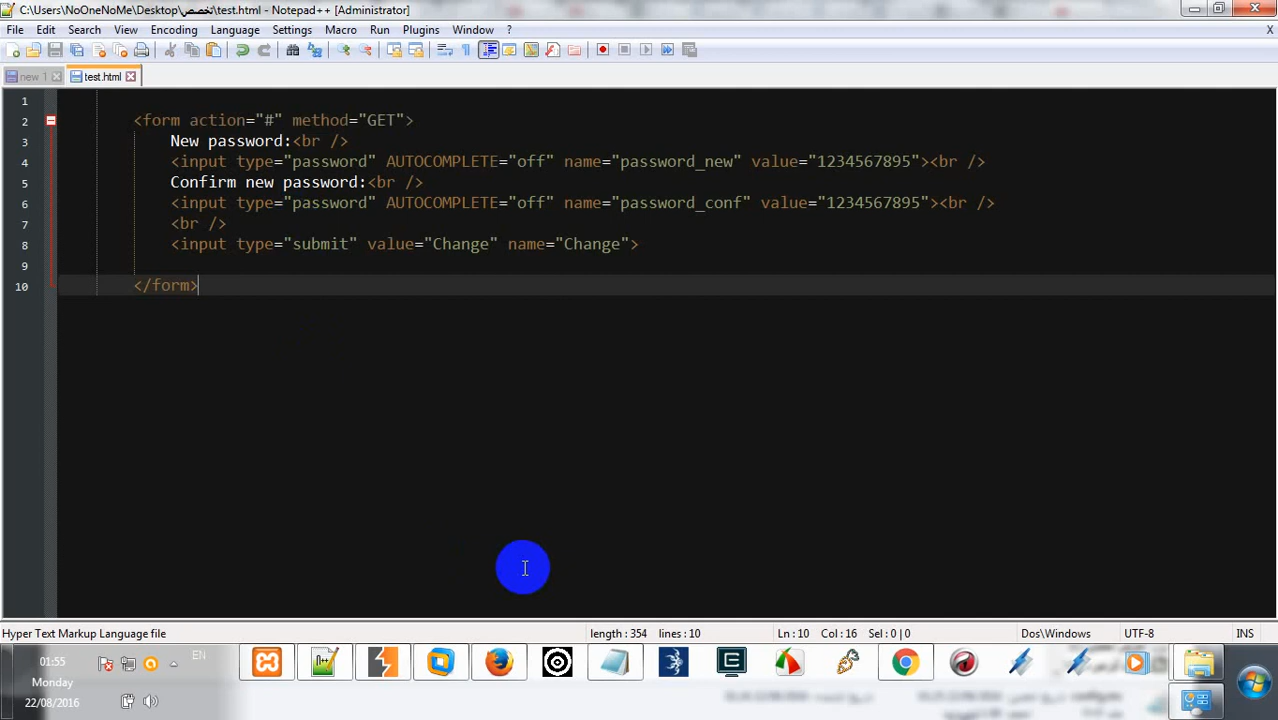 C:\Users\NoOneNoMe\Desktop\تخصص\test.html - Notepad++ [Administrator]
File Edit Search View Encoding Language Settings Macro Run Plugins Window ?
X
new 1 test.html
1
2 <form action="#" method="GET">
3 New password:<br />
4 <input type="password" AUTOCOMPLETE="off" name="password_new" value="1234567895"><br />
5 Confirm new password:<br />
6 <input type="password" AUTOCOMPLETE="off" name="password_conf" value="1234567895"><br />
7 <br />
8 <input type="submit" value="Change" name="Change">
9
10 </form>
Hyper Text Markup Language file length : 354 lines : 10 Ln : 10 Col : 16 Sel : 0 | 0 Dos\Windows UTF-8 INS
01:55 EN
Monday
22/08/2016